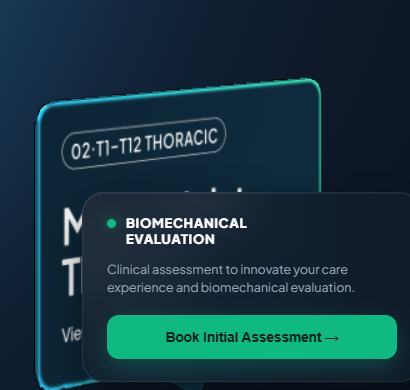 02·T1–T12 THORACIC
BIOMECHANICAL
EVALUATION
Clinical assessment to innovate your care
experience and biomechanical evaluation.
Book Initial Assessment →